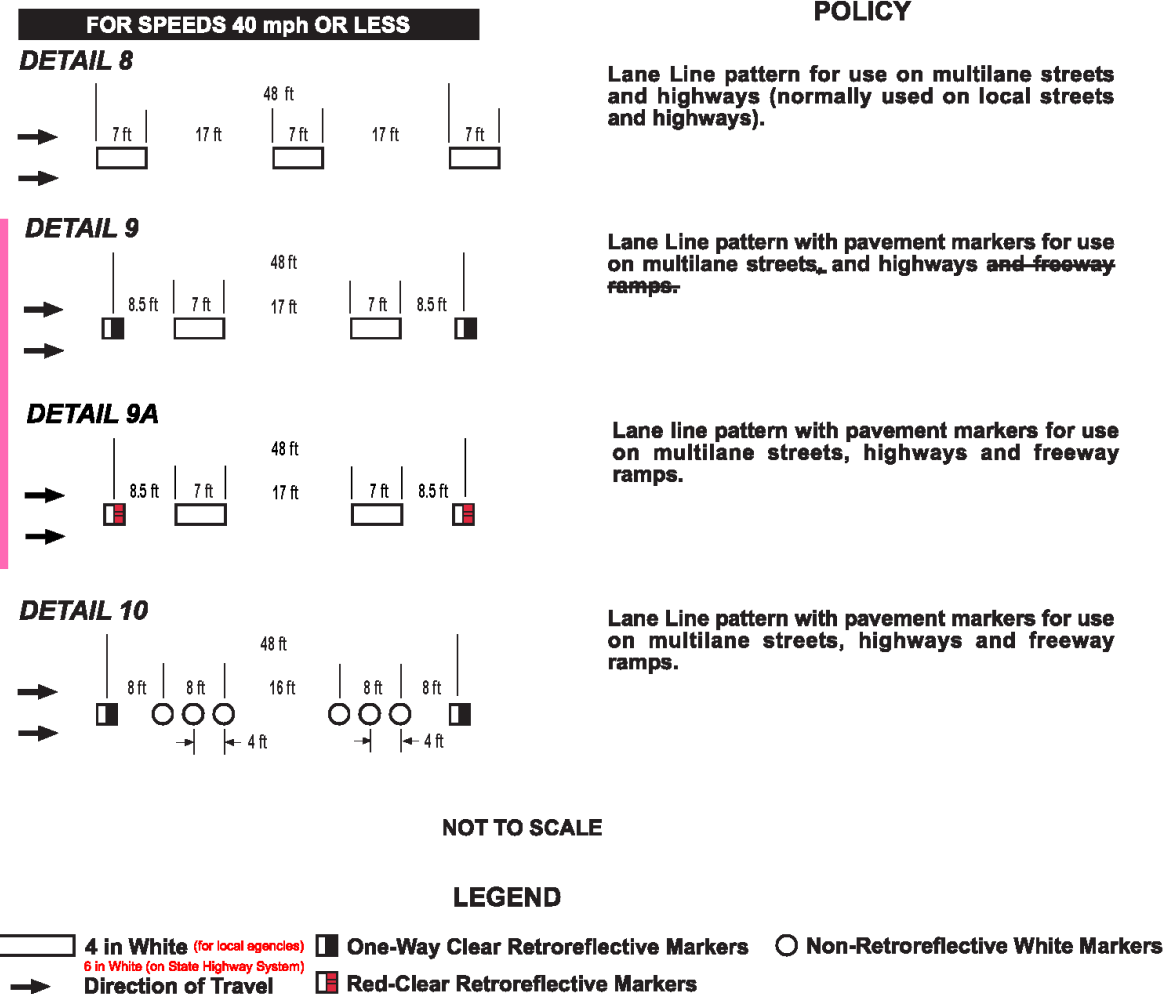 POLICY
FOR SPEEDS 40 mph OR LESS
DETAIL 8
48 ft
7 ft 17 ft 7 ft 17 ft 7 ft
Lane Line pattern for use on multilane streets
and highways (normally used on local streets
and highways).
DETAIL 9
48 ft
8.5 ft 7 ft 17 ft 7 ft 8.5 ft
Lane Line pattern with pavement markers for use
on multilane streets, and highways and freeway
ramps.
DETAIL 9A
48 ft
8.5 ft 7 ft 17 ft 7 ft 8.5 ft
Lane line pattern with pavement markers for use
on multilane streets, highways and freeway
ramps.
DETAIL 10
48 ft
8 ft 8 ft 16 ft 8 ft 8 ft
4 ft 4 ft
Lane Line pattern with pavement markers for use
on multilane streets, highways and freeway
ramps.
NOT TO SCALE
LEGEND
4 in White (for local agencies)
6 in White (on State Highway System)
Direction of Travel
One-Way Clear Retroreflective Markers
Red-Clear Retroreflective Markers
Non-Retroreflective White Markers